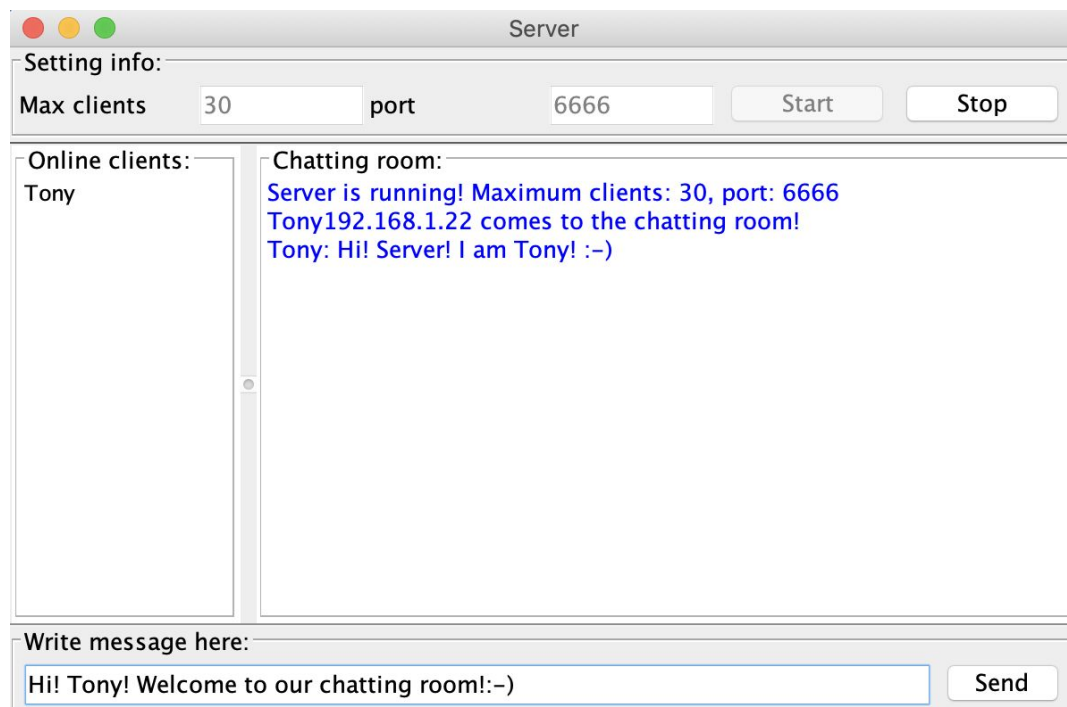 Server
Setting info:
Max clients 30 port 6666 Start Stop
Online clients:
Tony
Chatting room:
Server is running! Maximum clients: 30, port: 6666
Tony192.168.1.22 comes to the chatting room!
Tony: Hi! Server! I am Tony! :-)
Write message here:
Hi! Tony! Welcome to our chatting room!:-) Send